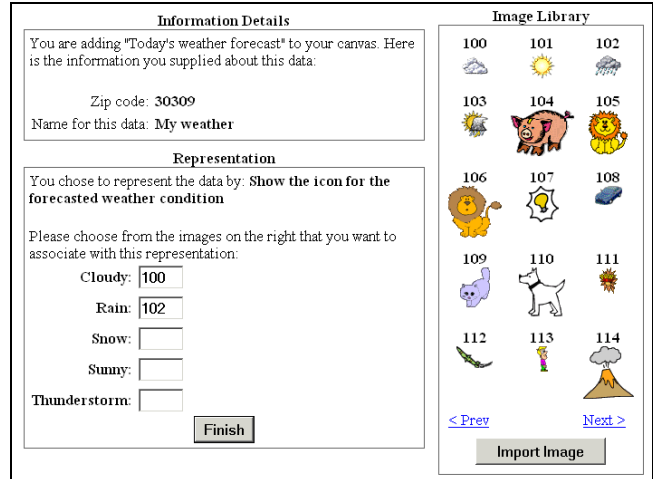 Information Details
You are adding "Today's weather forecast" to your canvas. Here
is the information you supplied about this data:
Zip code: 30309
Name for this data: My weather
Representation
You chose to represent the data by: Show the icon for the
forecasted weather condition
Please choose from the images on the right that you want to
associate with this representation:
Cloudy: 100
Rain: 102
Snow:
Sunny:
Thunderstorm:
Finish
Image Library
100 101 102
103 104 105
106 107 108
109 110 111
112 113 114
< Prev Next >
Import Image